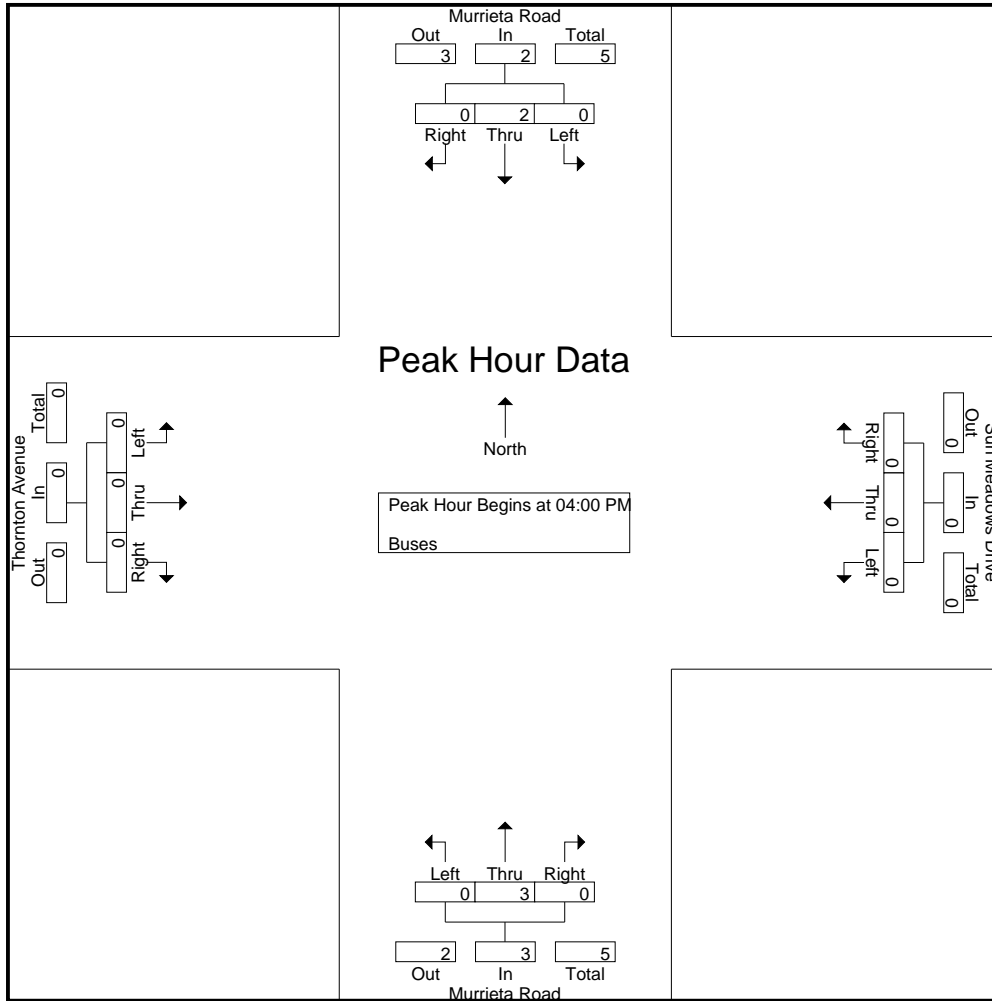 Murrieta Road
Out In Total
3 2 5
0 2 0
Right Thru Left
Peak Hour Data
North
Peak Hour Begins at 04:00 PM
Buses
Thornton Avenue
Total In Out
0 0 0
0 0 0
Left Thru Right
Sun Meadows Drive
Out In Total
0 0 0
0 0 0
Right Thru Left
Left Thru Right
0 3 0
2 3 5
Out In Total
Murrieta Road